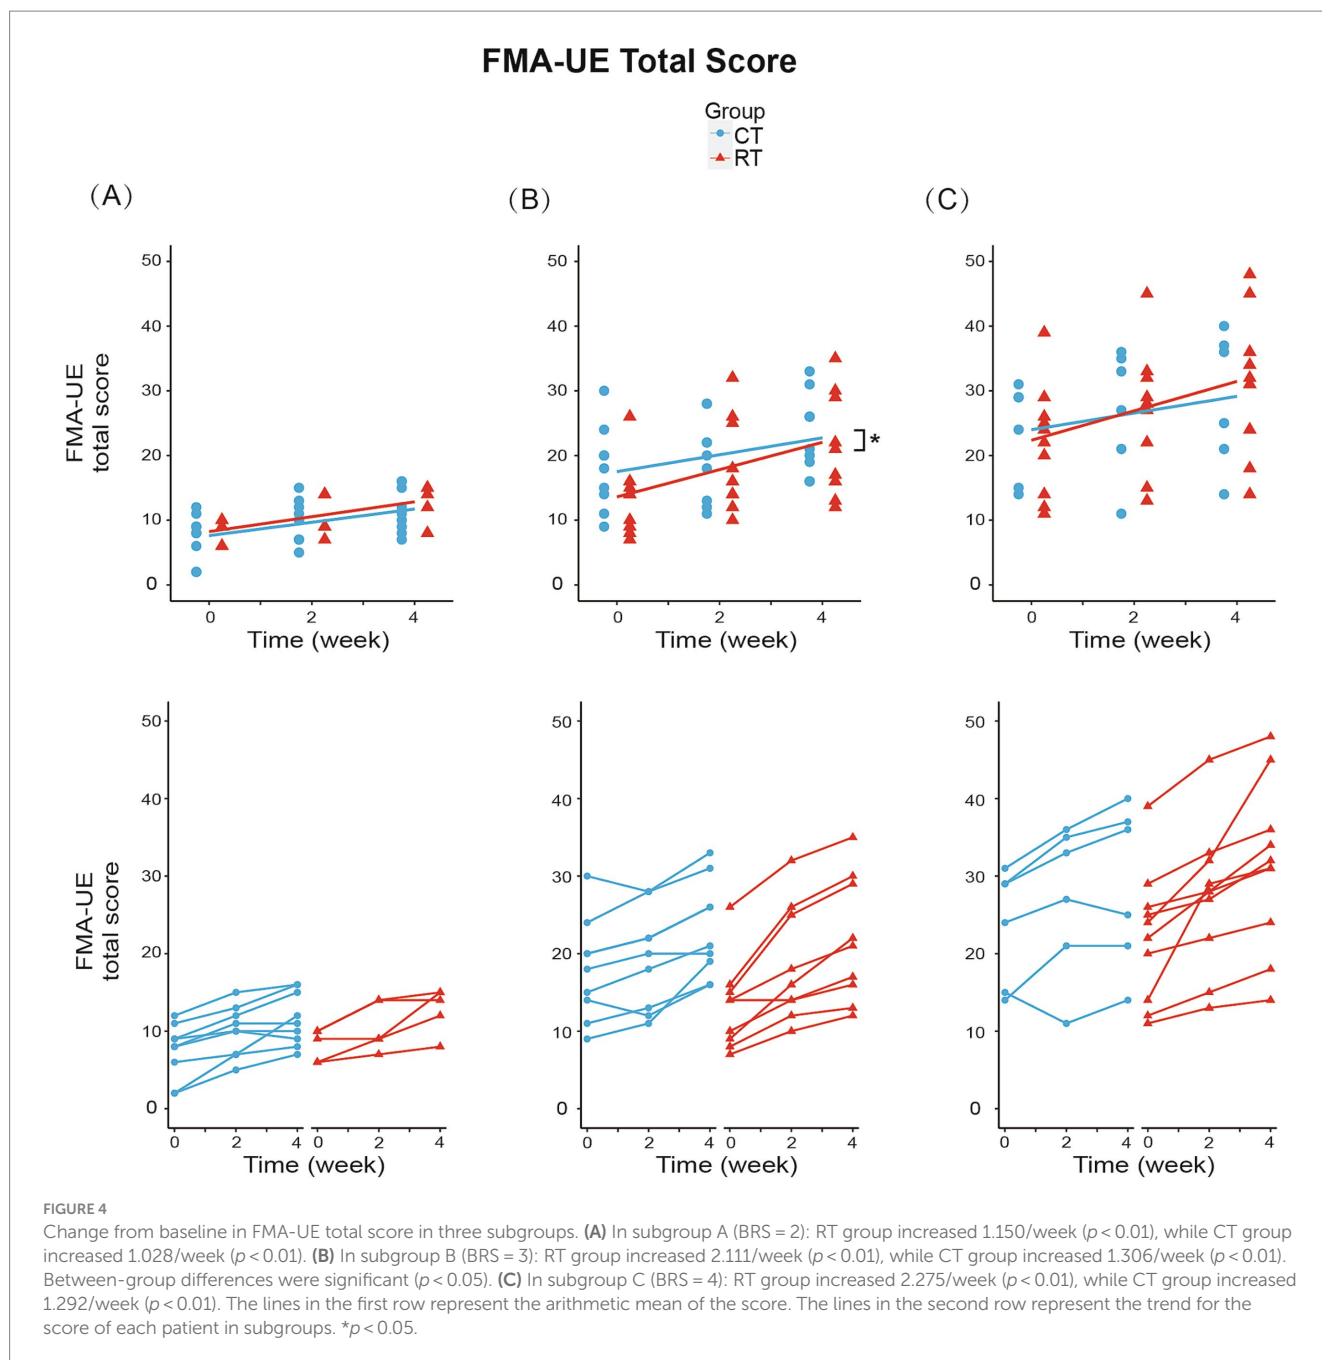 FMA-UE Total Score
Group
CT
RT
(A)
(B)
(C)
FMA-UE
total score
50
40
30
20
10
0
0 2 4
Time (week)
50
40
30
20
10
0
0 2 4
Time (week)
*
50
40
30
20
10
0
0 2 4
Time (week)
FMA-UE
total score
50
40
30
20
10
0
0 2 4 0 2 4
Time (week)
50
40
30
20
10
0
0 2 4 0 2 4
Time (week)
50
40
30
20
10
0
0 2 4 0 2 4
Time (week)
FIGURE 4
Change from baseline in FMA-UE total score in three subgroups. (A) In subgroup A (BRS = 2): RT group increased 1.150/week (p < 0.01), while CT group
increased 1.028/week (p < 0.01). (B) In subgroup B (BRS = 3): RT group increased 2.111/week (p < 0.01), while CT group increased 1.306/week (p < 0.01).
Between-group differences were significant (p < 0.05). (C) In subgroup C (BRS = 4): RT group increased 2.275/week (p < 0.01), while CT group increased
1.292/week (p < 0.01). The lines in the first row represent the arithmetic mean of the score. The lines in the second row represent the trend for the
score of each patient in subgroups. *p < 0.05.